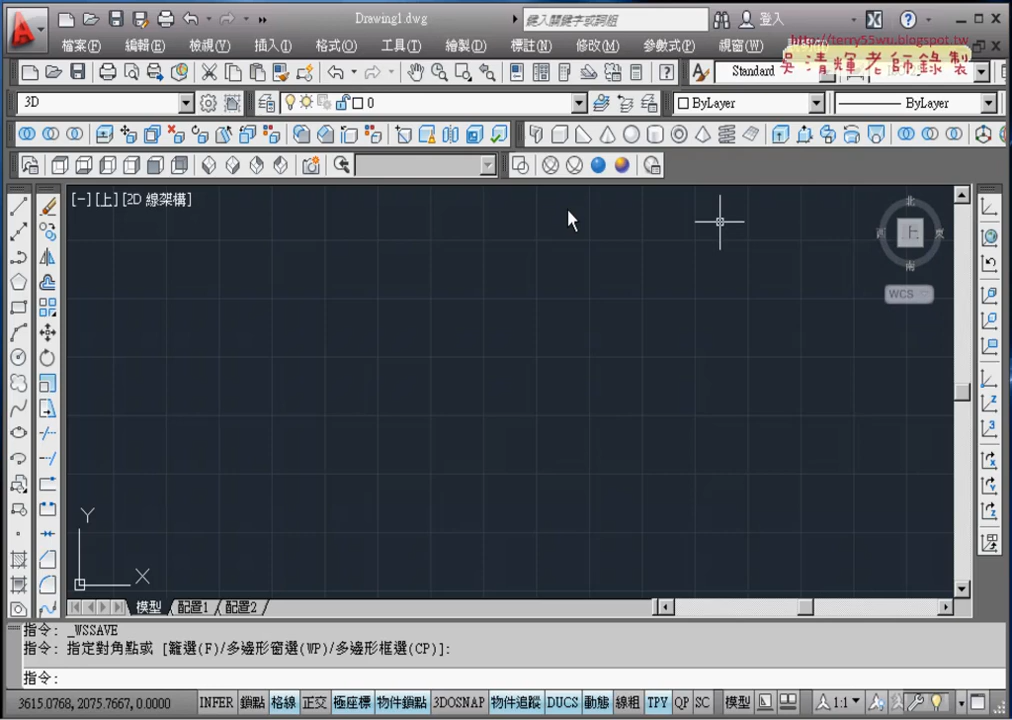 Drawing1.dwg
鍵入關鍵字或詞組
登入
http://terry55wu.blogspot.tw
檔案(F) 編輯(E) 檢視(V) 插入(I) 格式(O) 工具(T) 繪製(D) 標註(N) 修改(M) 參數式(P) 視窗(W)
吳清輝老師錄製
Standard
3D
0
ByLayer
ByLayer
[−][上][2D 線架構]
北
西 上 東
南
WCS
Y
X
模型 配置1 配置2
指令: _WSSAVE
指令: 指定對角點或 [籬選(F)/多邊形窗選(WP)/多邊形框選(CP)]:
指令:
3615.0768, 2075.7667, 0.0000 INFER 鎖點 格線 正交 極座標 物件鎖點 3DOSNAP 物件追蹤 DUCS 動態 線粗 TPY QP SC 模型 1:1